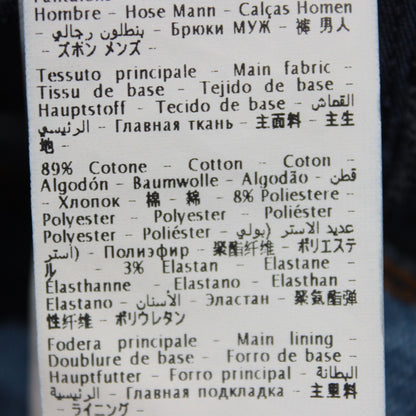 Hombre – Hose Mann – Calças Homen
– بنطلون رجالي – Брюки МУЖ – 裤 男人
– ズボン メンズ –
Tessuto principale – Main fabric –
Tissu de base – Tejido de base –
Hauptstoff – Tecido de base – القماش
الرئيسي – Главная ткань – 主面料 – 主生
地 –
89% Cotone – Cotton – Coton –
Algodón – Baumwolle – Algodão – قطن
– Хлопок – 棉 – 綿 – 8% Poliestere –
Polyester – Polyester – Poliéster –
Polyester – Poliéster – عديد الاستر (بولي
أستر) – Полиэфир – 聚酯纤维 – ポリエステ
ル 3% Elastan – Elastane –
Élasthanne – Elastano – Elasthan –
Elastano – الأستان – Эластан – 聚氨酯弹
性纤维 – ポリウレタン
Fodera principale – Main lining –
Doublure de base – Forro de base –
Hauptfutter – Forro principal – البطانة
الرئيسية – Главная подкладка – 主里料
– ライニング –